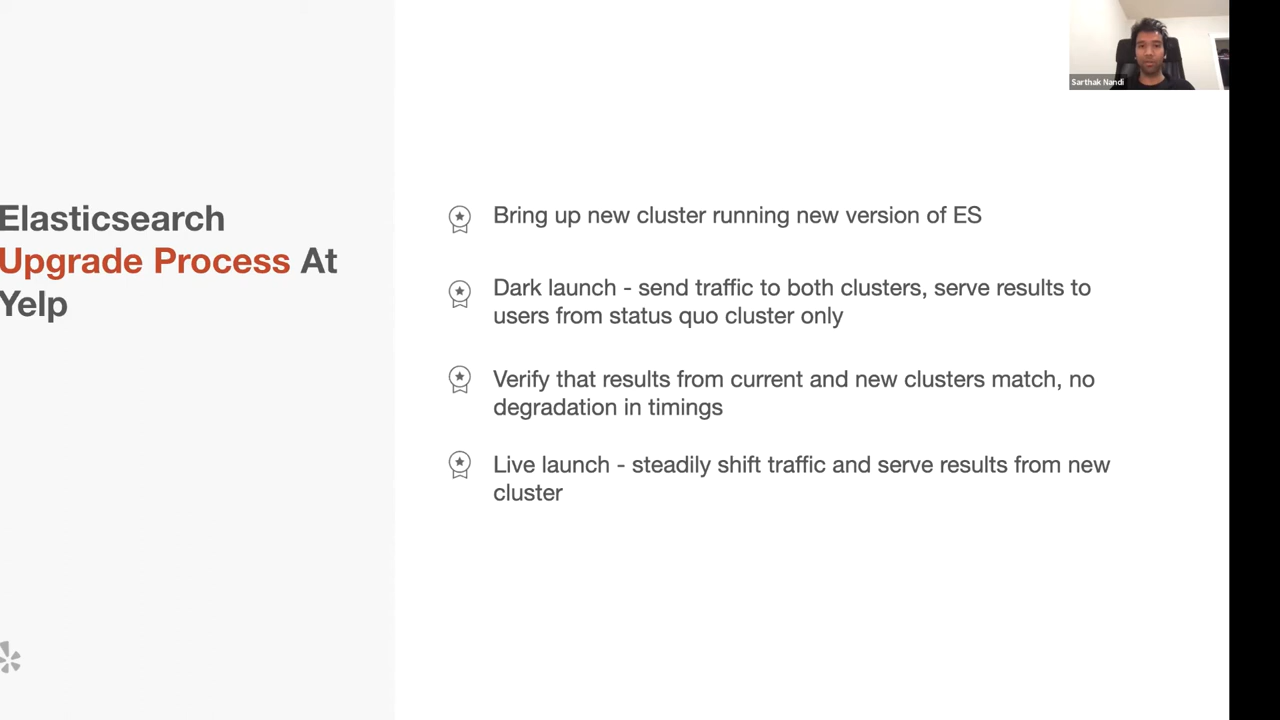 Elasticsearch
Upgrade Process At
Yelp
Bring up new cluster running new version of ES
Dark launch - send traffic to both clusters, serve results to
users from status quo cluster only
Verify that results from current and new clusters match, no
degradation in timings
Live launch - steadily shift traffic and serve results from new
cluster
Sarthak Nandi